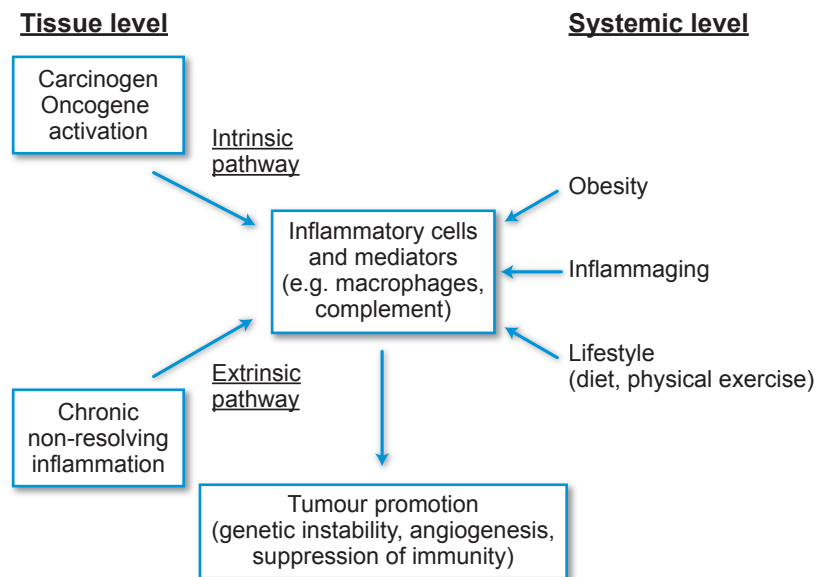 Tissue level
Systemic level
Carcinogen
Oncogene
activation
Intrinsic
pathway
Obesity
Inflammatory cells
and mediators
(e.g. macrophages,
complement)
Inflammaging
Lifestyle
(diet, physical exercise)
Extrinsic
pathway
Chronic
non-resolving
inflammation
Tumour promotion
(genetic instability, angiogenesis,
suppression of immunity)